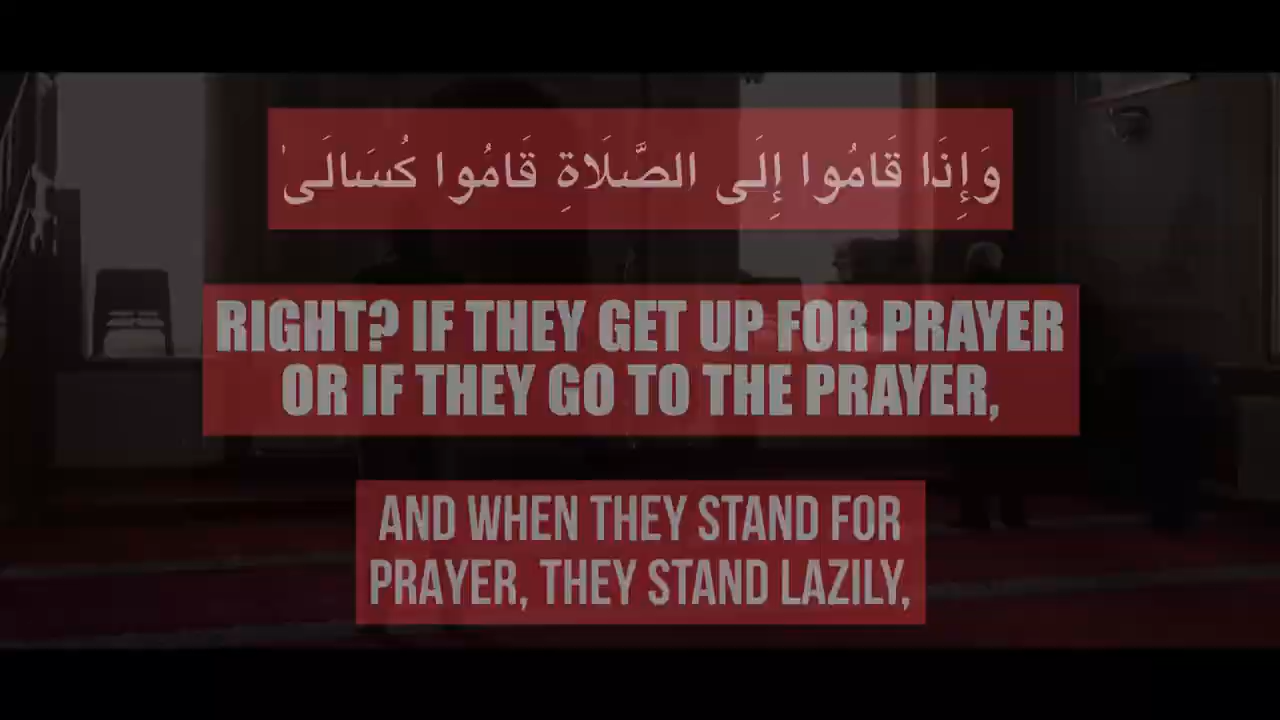 وَإِذَا قَامُوا إِلَى الصَّلَاةِ قَامُوا كُسَالَىٰ
RIGHT? IF THEY GET UP FOR PRAYER
OR IF THEY GO TO THE PRAYER,
AND WHEN THEY STAND FOR
PRAYER, THEY STAND LAZILY,